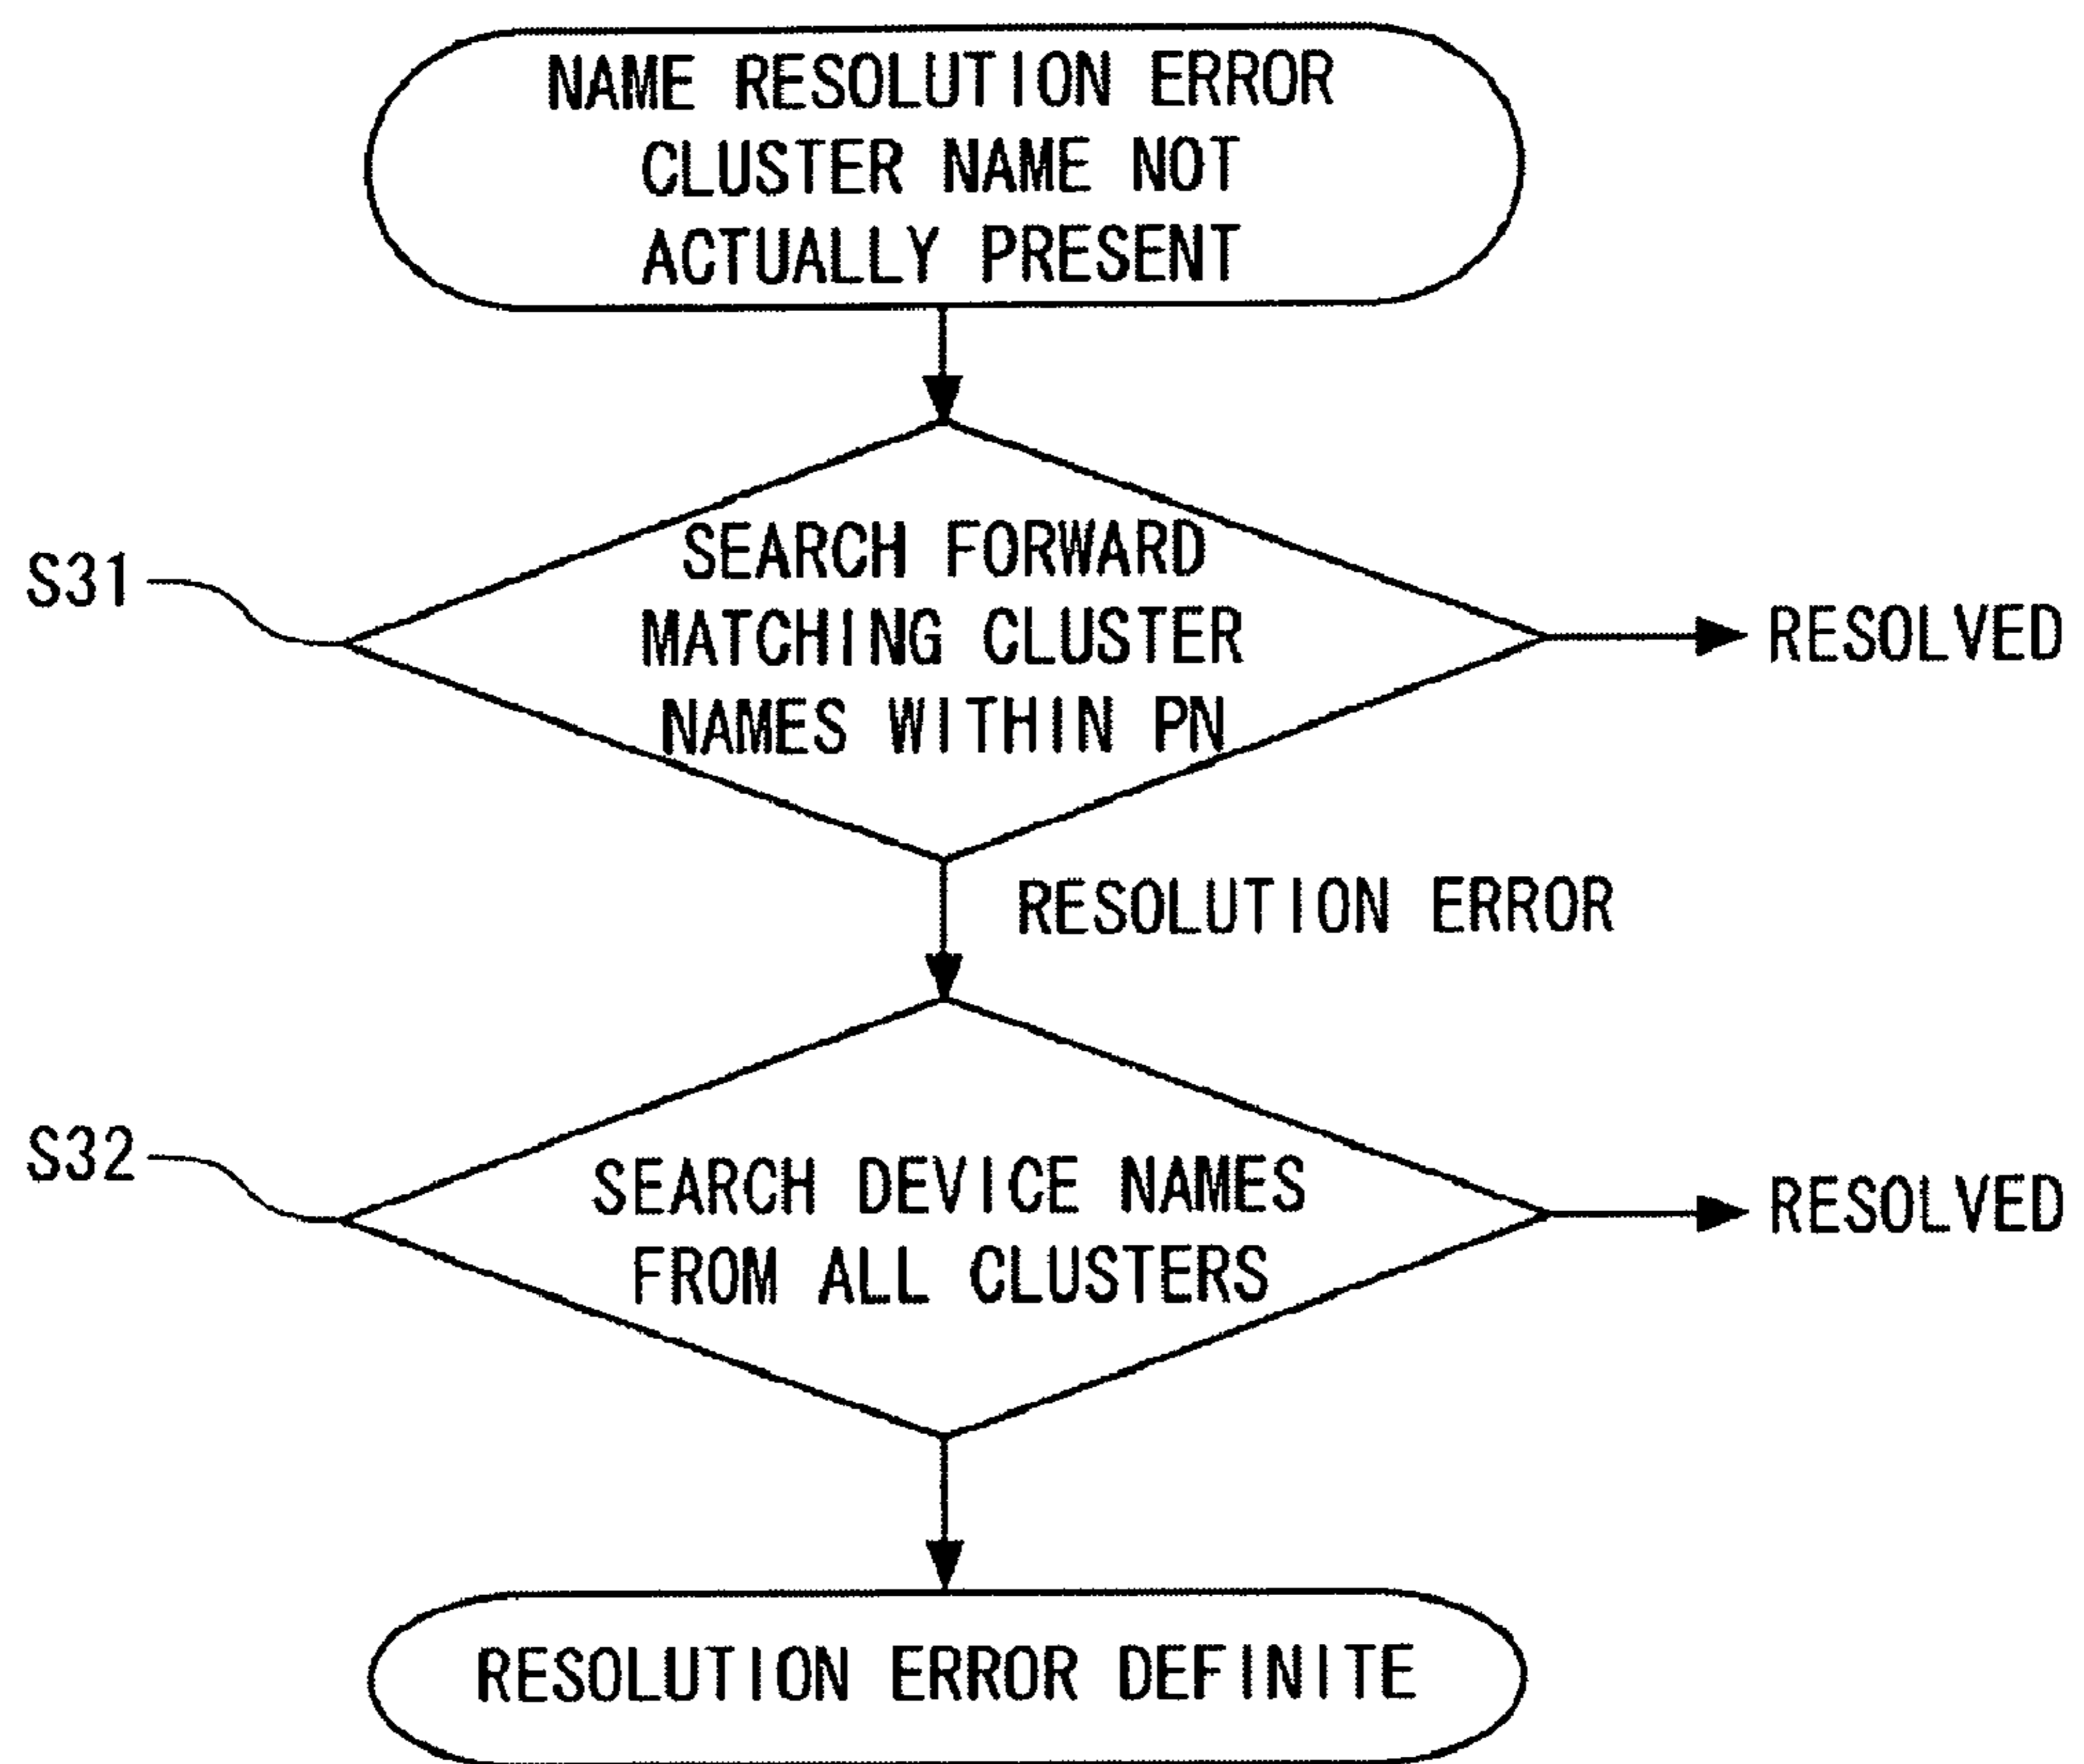 NAME RESOLUTION ERROR
CLUSTER NAME NOT
ACTUALLY PRESENT
S31
SEARCH FORWARD
MATCHING CLUSTER
NAMES WITHIN PN
RESOLVED
RESOLUTION ERROR
S32
SEARCH DEVICE NAMES
FROM ALL CLUSTERS
RESOLVED
RESOLUTION ERROR DEFINITE